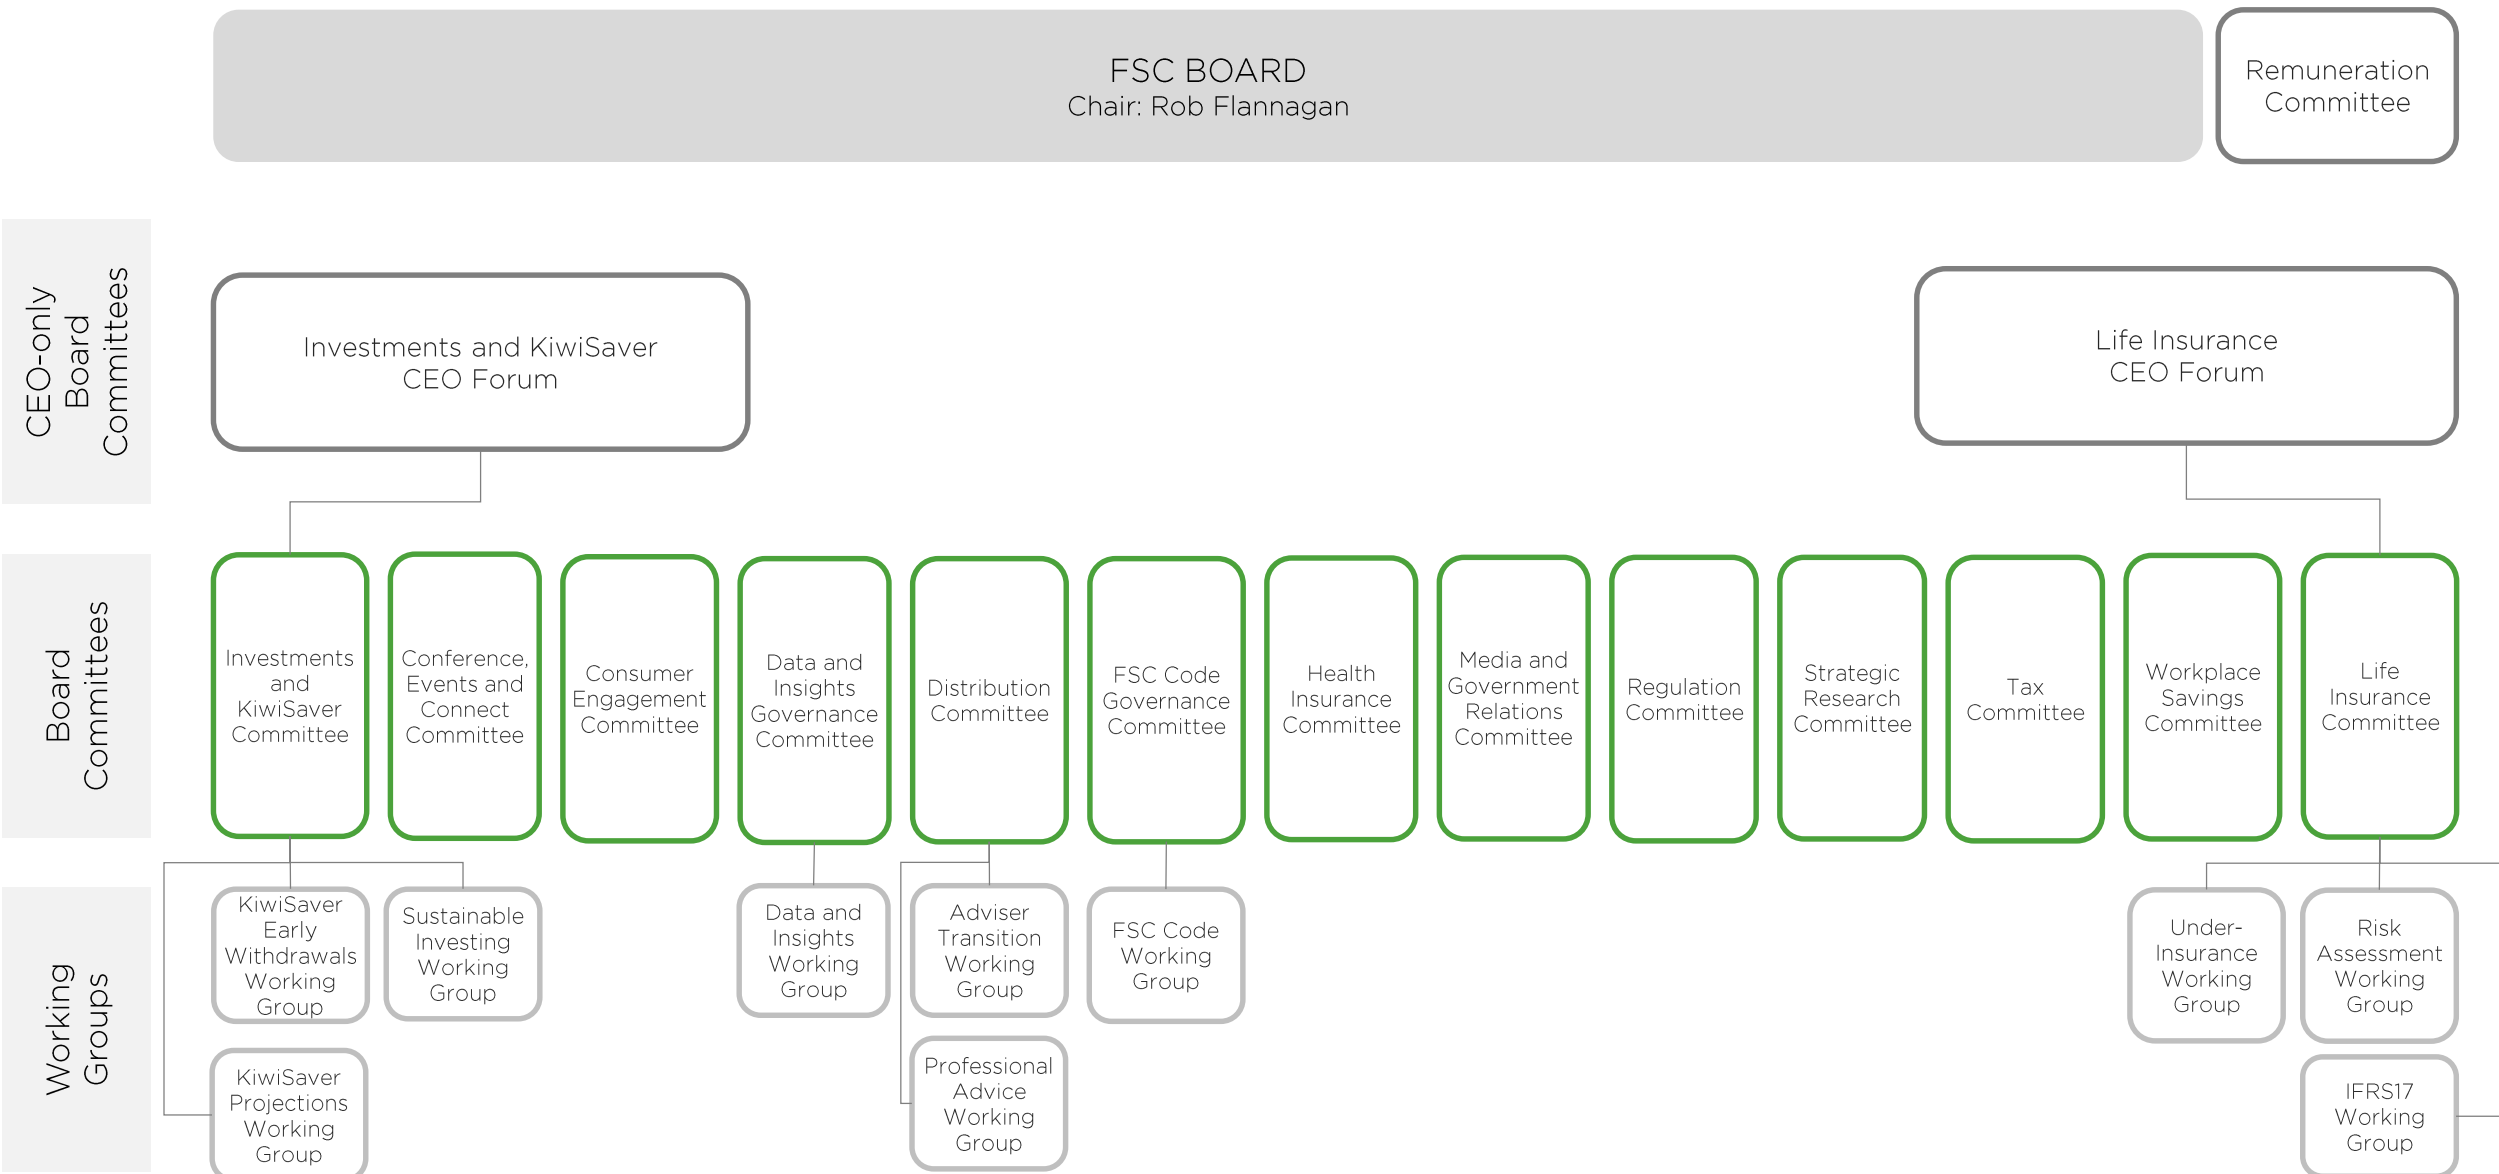 FSC BOARD
Chair: Rob Flannagan
Remuneration
Committee
CEO-only
Board
Committees
Investments and KiwiSaver
CEO Forum
Life Insurance
CEO Forum
Board
Committees
Investments
and
KiwiSaver
Committee
Conference,
Events and
Connect
Committee
Consumer
Engagement
Committee
Data and
Insights
Governance
Committee
Distribution
Committee
FSC Code
Governance
Committee
Health
Insurance
Committee
Media and
Government
Relations
Committee
Regulation
Committee
Strategic
Research
Committee
Tax
Committee
Workplace
Savings
Committee
Life
Insurance
Committee
Working
Groups
KiwiSaver
Early
Withdrawals
Working
Group
Sustainable
Investing
Working
Group
Data and
Insights
Working
Group
Adviser
Transition
Working
Group
FSC Code
Working
Group
Under-
Insurance
Working
Group
Risk
Assessment
Working
Group
KiwiSaver
Projections
Working
Group
Professional
Advice
Working
Group
IFRS17
Working
Group